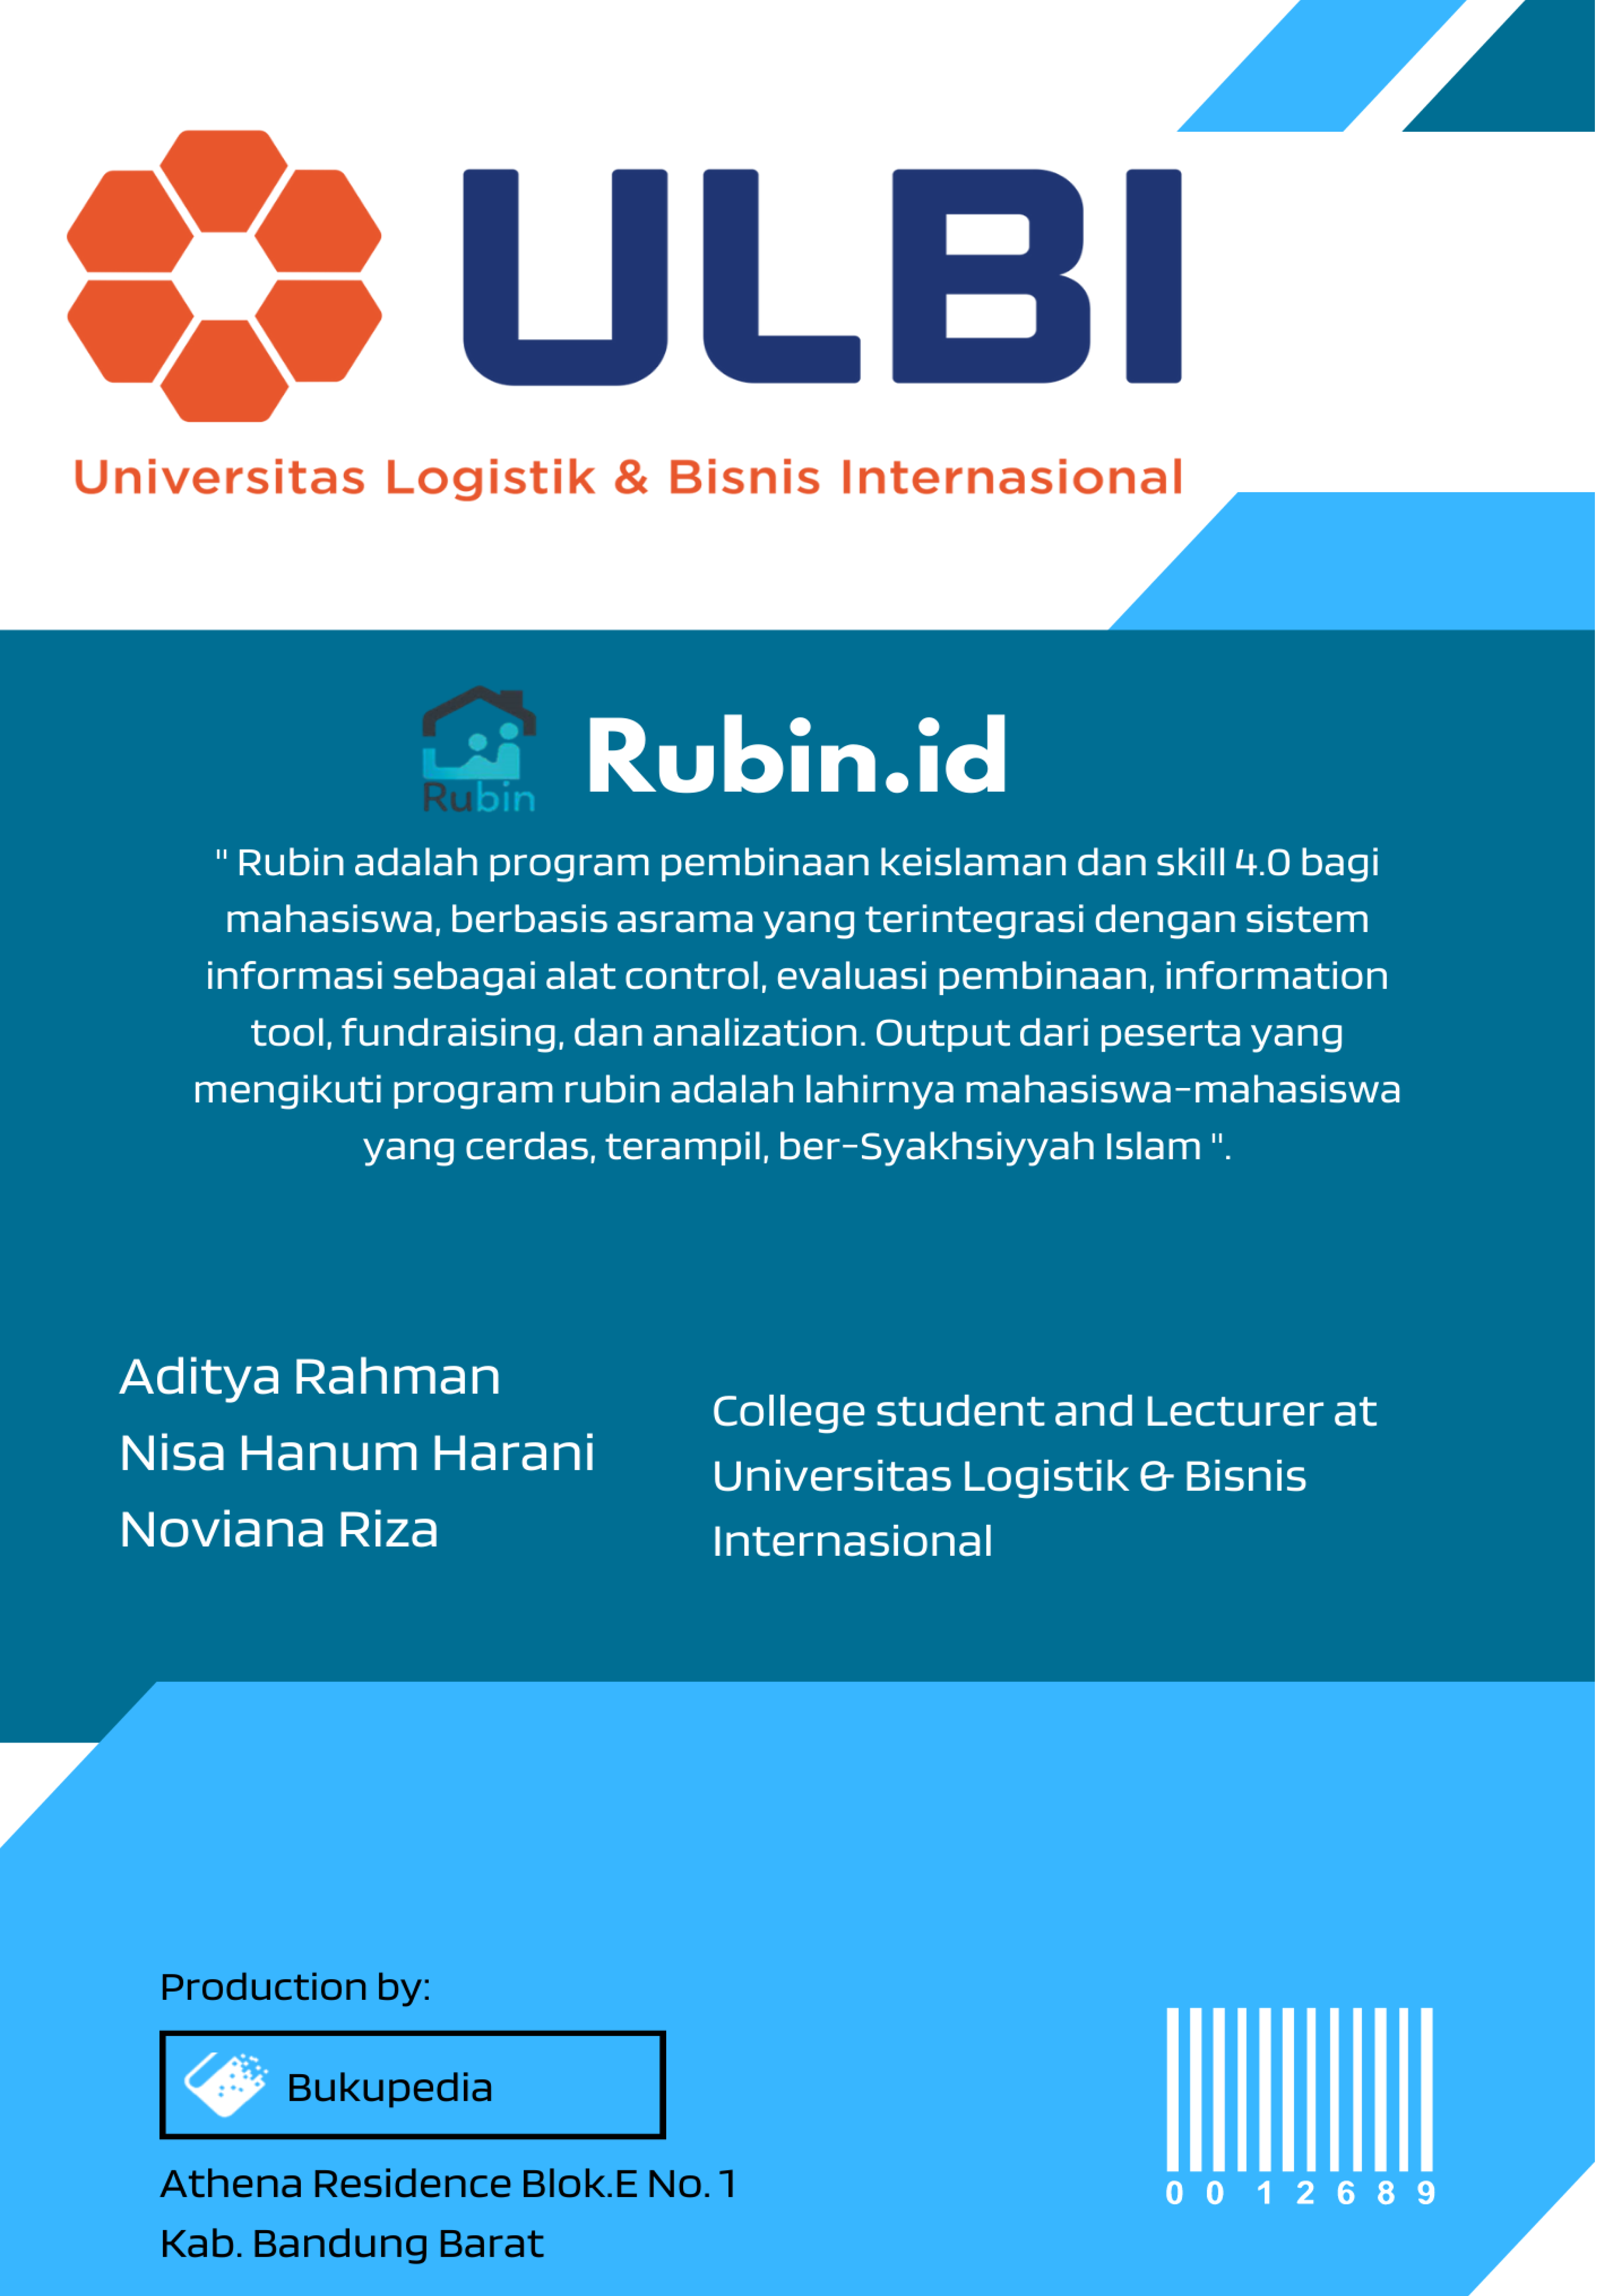 ULBI
Universitas Logistik & Bisnis Internasional
Rubin
Rubin.id
" Rubin adalah program pembinaan keislaman dan skill 4.0 bagi
mahasiswa, berbasis asrama yang terintegrasi dengan sistem
informasi sebagai alat control, evaluasi pembinaan, information
tool, fundraising, dan analization. Output dari peserta yang
mengikuti program rubin adalah lahirnya mahasiswa-mahasiswa
yang cerdas, terampil, ber-Syakhsiyyah Islam ".
Aditya Rahman
Nisa Hanum Harani
Noviana Riza
College student and Lecturer at
Universitas Logistik & Bisnis
Internasional
Production by:
Bukupedia
Athena Residence Blok.E No. 1
Kab. Bandung Barat
0 0 1 2 6 8 9